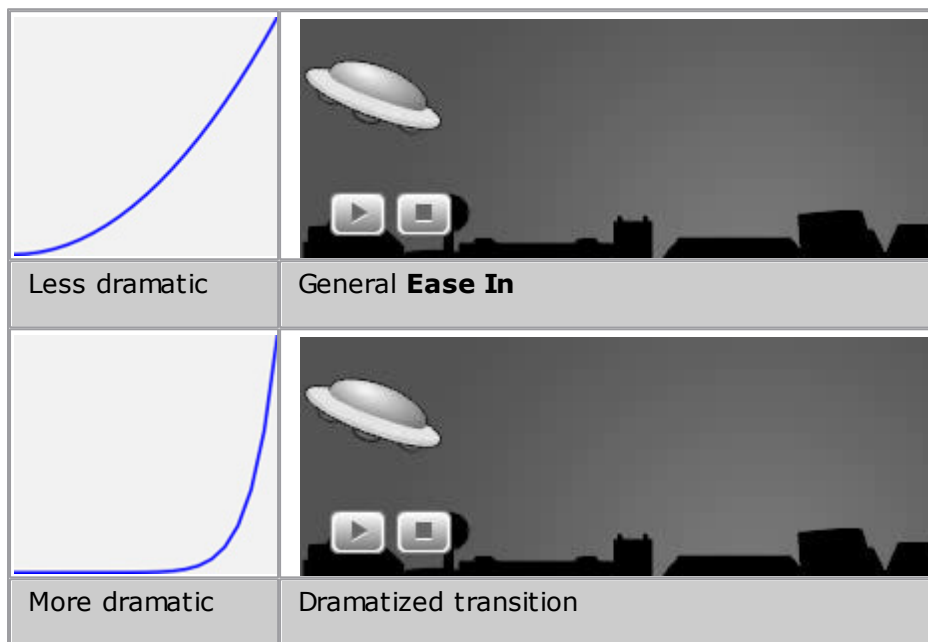 Less dramatic
General Ease In
More dramatic
Dramatized transition